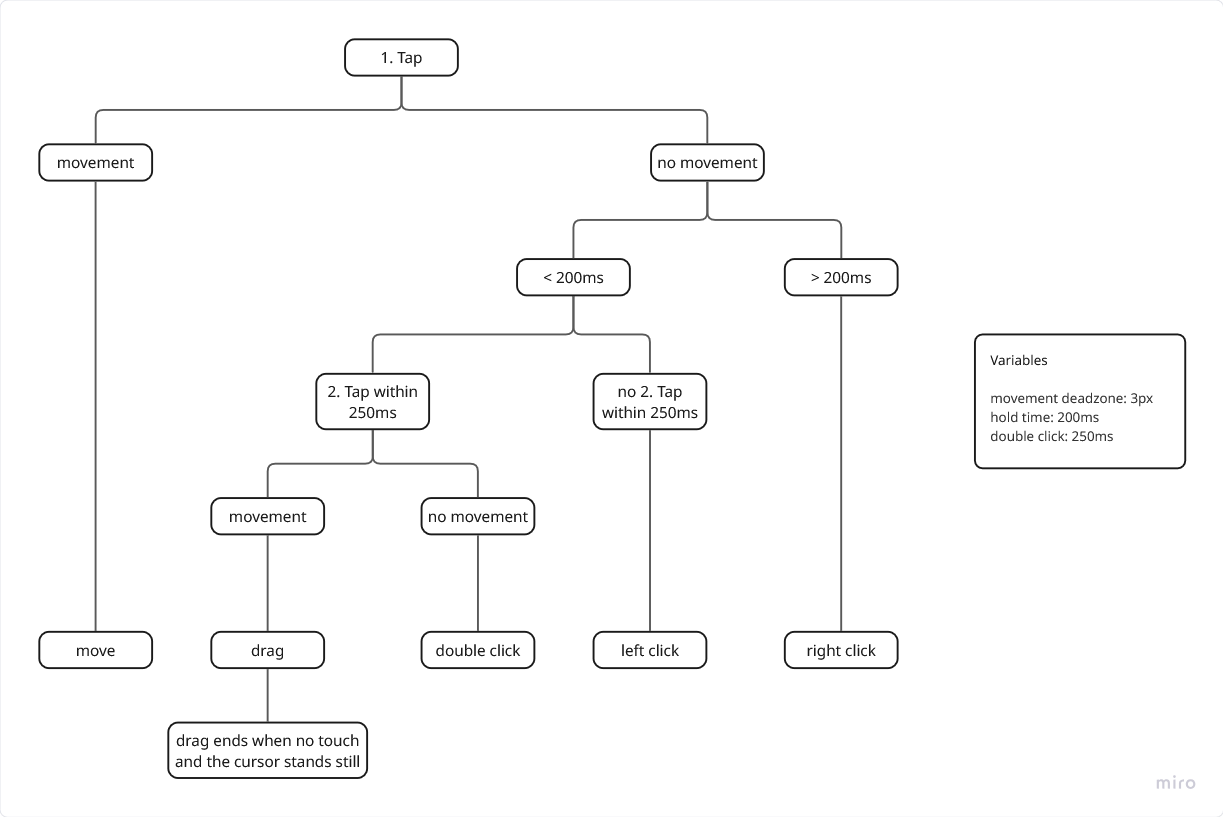 1. Tap
movement
no movement
< 200ms
> 200ms
2. Tap within
250ms
no 2. Tap
within 250ms
Variables
movement deadzone: 3px
hold time: 200ms
double click: 250ms
movement
no movement
move
drag
double click
left click
right click
drag ends when no touch
and the cursor stands still
miro